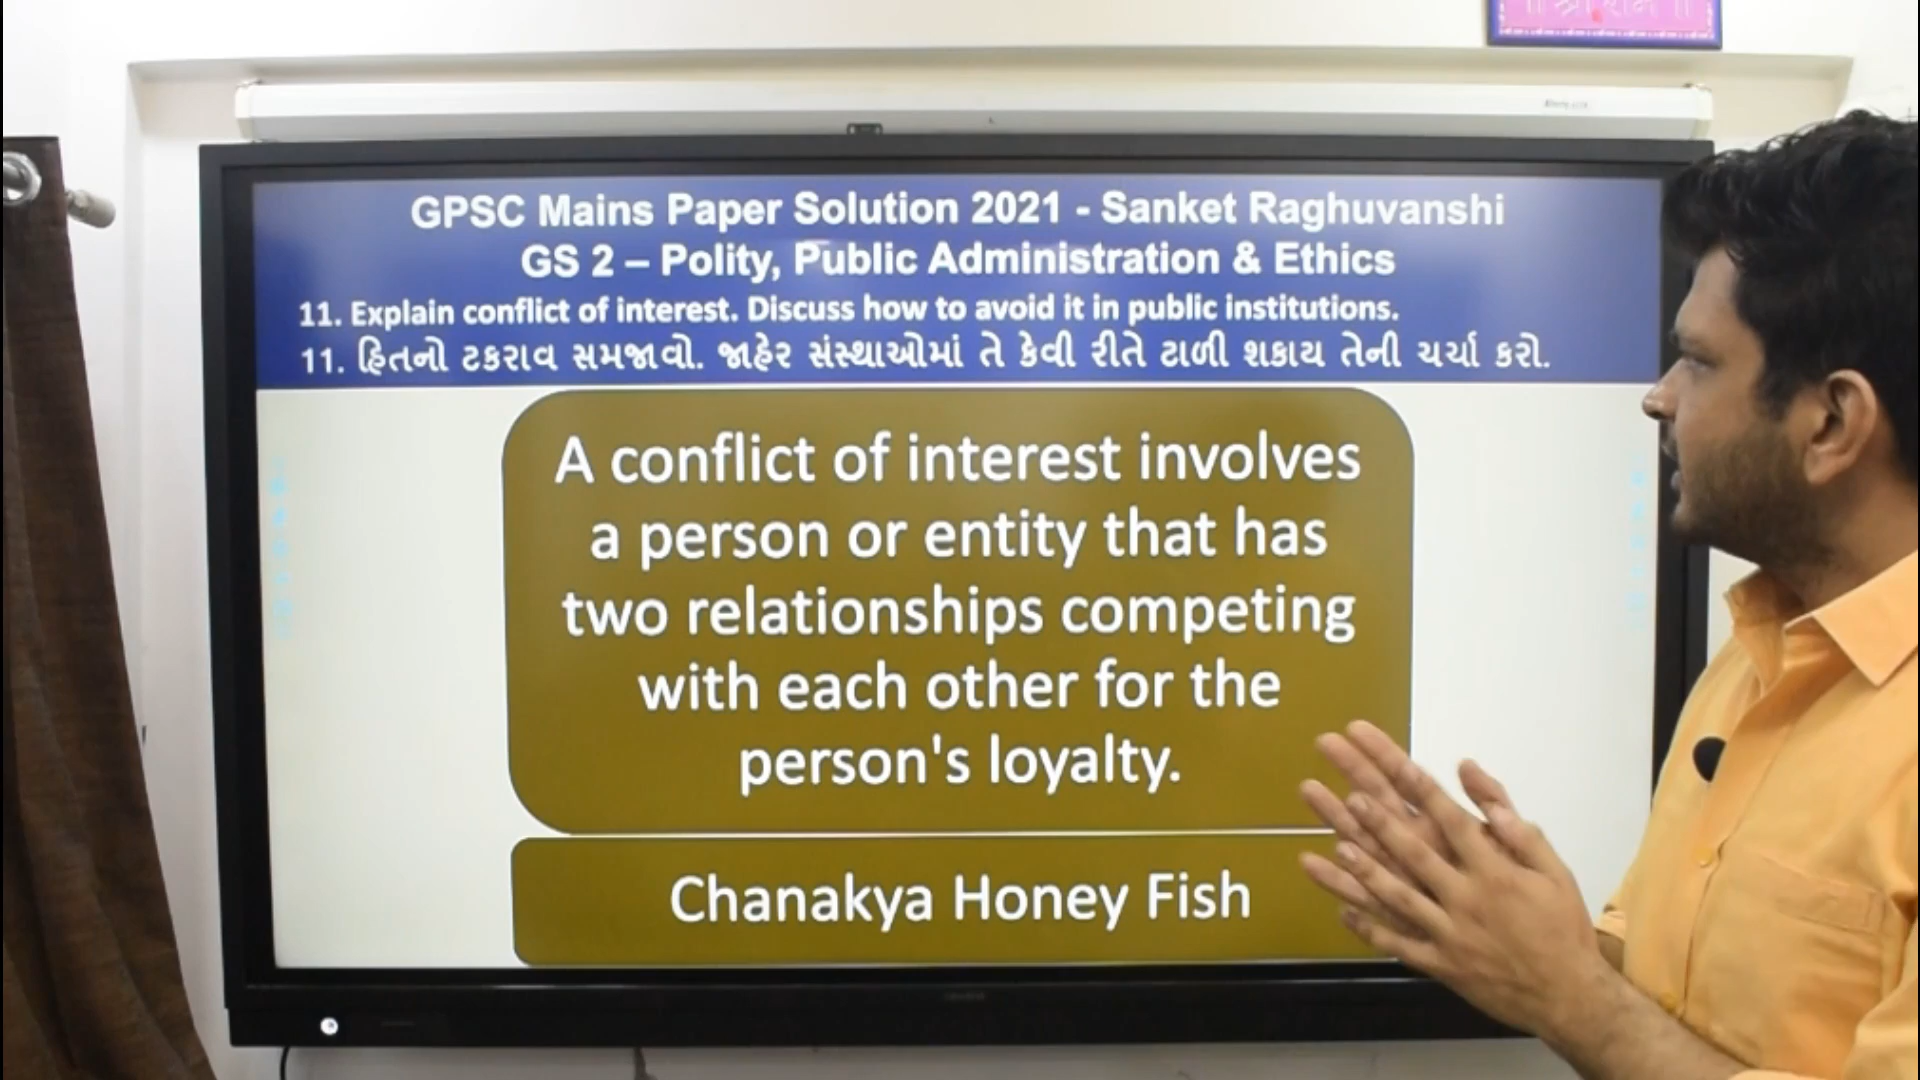 ॥ श्री राम ॥
GPSC Mains Paper Solution 2021 - Sanket Raghuvanshi
GS 2 – Polity, Public Administration & Ethics
11. Explain conflict of interest. Discuss how to avoid it in public institutions.
11. હિતનો ટકરાવ સમજાવો. જાહેર સંસ્થાઓમાં તે કેવી રીતે ટાળી શકાય તેની ચર્ચા કરો.
A conflict of interest involves
a person or entity that has
two relationships competing
with each other for the
person's loyalty.
Chanakya Honey Fish